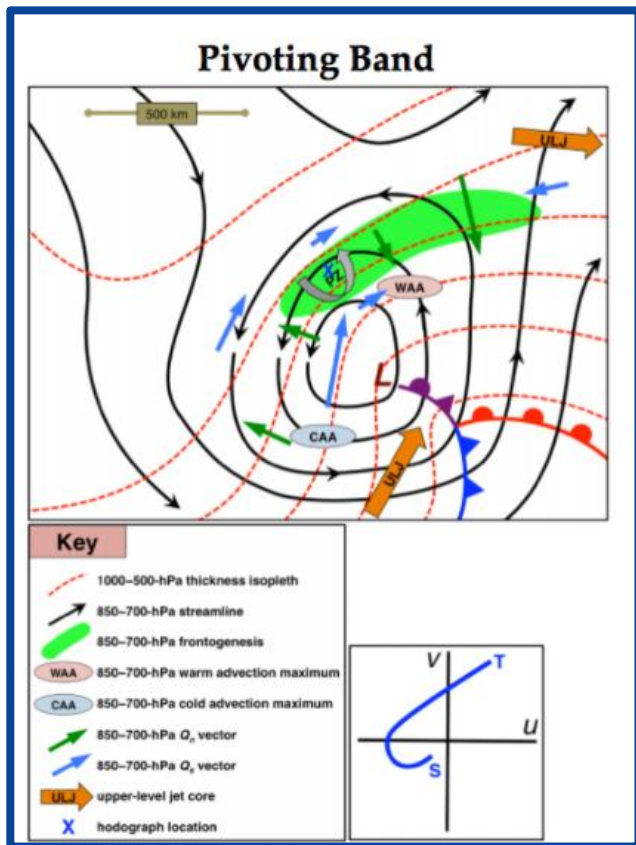 Pivoting Band
500 km
ULJ
X
PZ
WAA
L
CAA
ULJ
Key
1000–500-hPa thickness isopleth
850–700-hPa streamline
850–700-hPa frontogenesis
WAA 850–700-hPa warm advection maximum
CAA 850–700-hPa cold advection maximum
850–700-hPa Qn vector
850–700-hPa Qs vector
ULJ upper-level jet core
X hodograph location
V
T
u
S